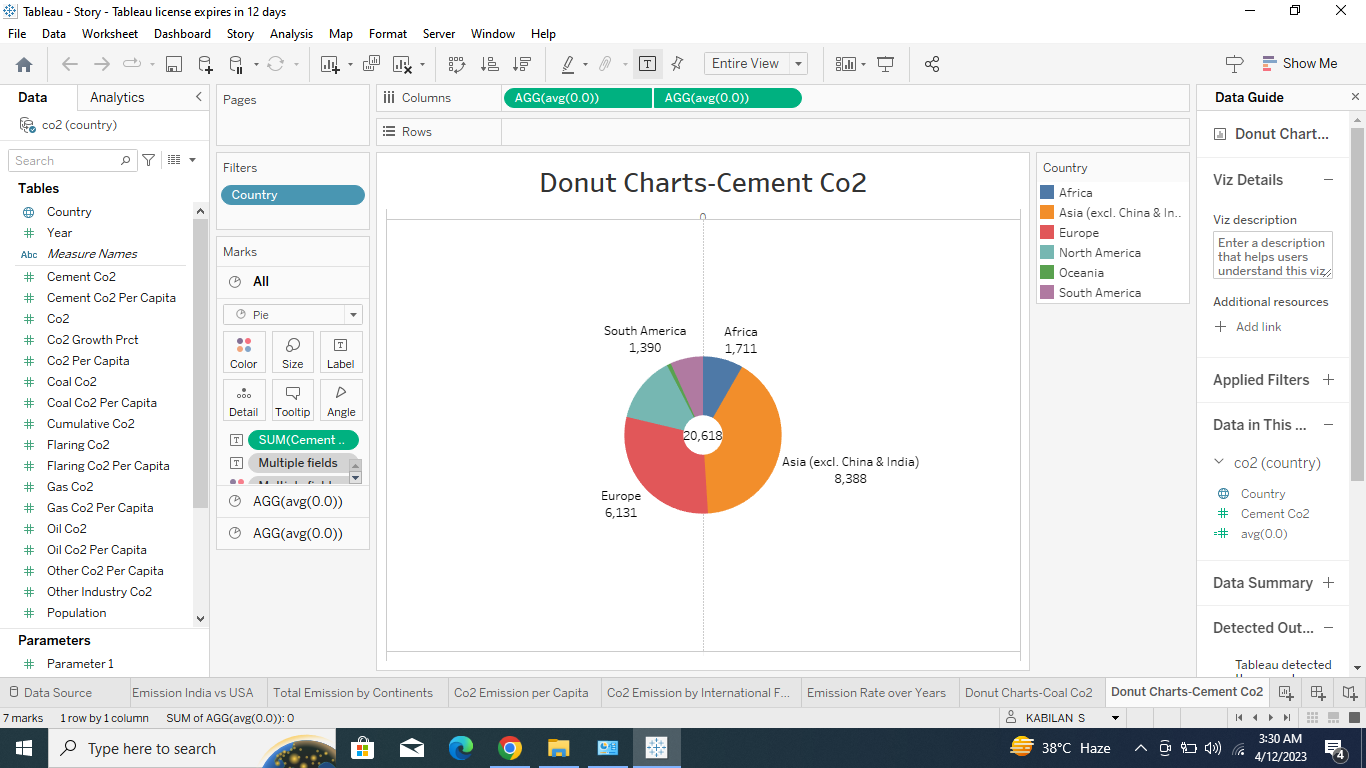 Tableau - Story - Tableau license expires in 12 days
File Data Worksheet Dashboard Story Analysis Map Format Server Window Help
Entire View
Show Me
Data Analytics
co2 (country)
Search
Tables
Country
Year
Abc Measure Names
Cement Co2
Cement Co2 Per Capita
Co2
Co2 Growth Prct
Co2 Per Capita
Coal Co2
Coal Co2 Per Capita
Cumulative Co2
Flaring Co2
Flaring Co2 Per Capita
Gas Co2
Gas Co2 Per Capita
Oil Co2
Oil Co2 Per Capita
Other Co2 Per Capita
Other Industry Co2
Population
Parameters
Parameter 1
Pages
Filters
Country
Marks
All
Pie
Color Size Label
Detail Tooltip Angle
SUM(Cement ..
Multiple fields
AGG(avg(0.0))
AGG(avg(0.0))
Columns AGG(avg(0.0)) AGG(avg(0.0))
Rows
Donut Charts-Cement Co2
0
South America
1,390
Africa
1,711
20,618
Asia (excl. China & India)
8,388
Europe
6,131
Country
Africa
Asia (excl. China & In..
Europe
North America
Oceania
South America
Data Guide
Donut Chart...
Viz Details
Viz description
Enter a description
that helps users
understand this viz
Additional resources
Add link
Applied Filters
Data in This ...
co2 (country)
Country
Cement Co2
avg(0.0)
Data Summary
Detected Out...
Tableau detected
Data Source Emission India vs USA Total Emission by Continents Co2 Emission per Capita Co2 Emission by International F... Emission Rate over Years Donut Charts-Coal Co2 Donut Charts-Cement Co2
7 marks 1 row by 1 column SUM of AGG(avg(0.0)): 0 KABILAN S
Type here to search 38°C Haze 3:30 AM
4/12/2023 4